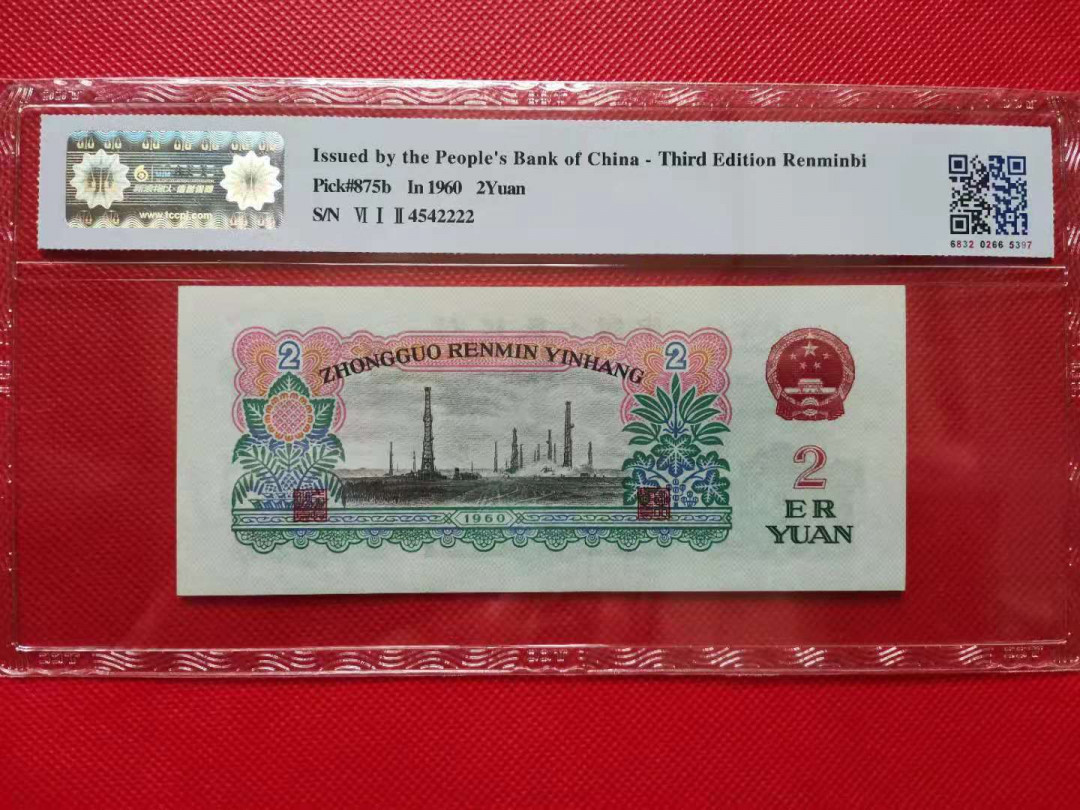 Issued by the People's Bank of China - Third Edition Renminbi
Pick#875b In 1960 2Yuan
S/N Ⅵ Ⅰ Ⅱ 4542222
www.tccpj.com
6832 0266 5397
2 ZHONGGUO RENMIN YINHANG 2
2
ER
YUAN
1960